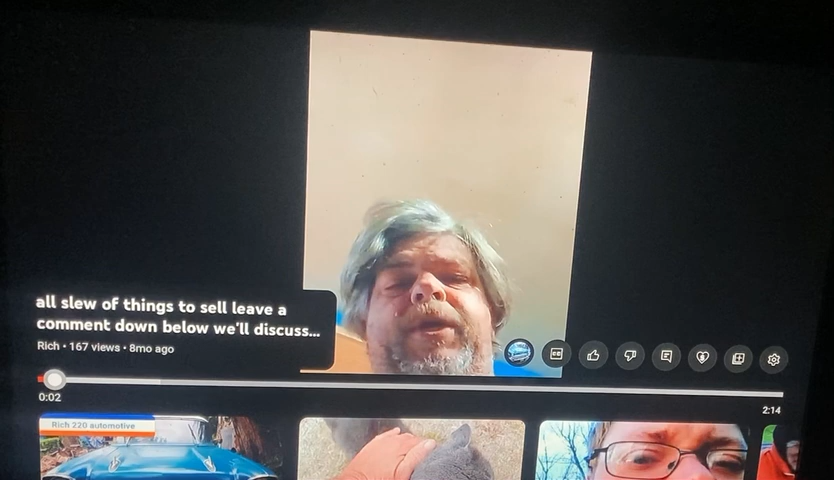 all slew of things to sell leave a
comment down below we'll discuss...
Rich • 167 views • 8mo ago
CC
0:02
2:14
Rich 220 automotive